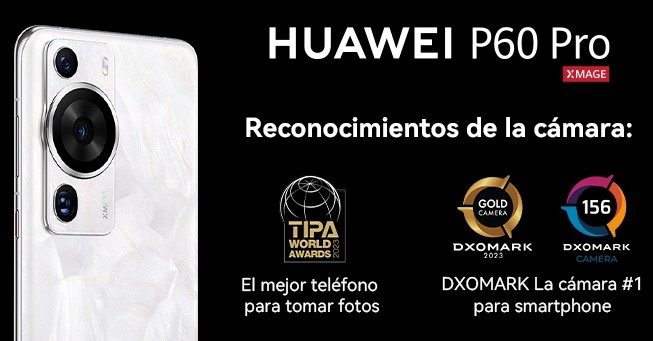 HUAWEI P60 Pro
XMAGE
Reconocimientos de la cámara:
TIPA
WORLD
AWARDS
2023
El mejor teléfono
para tomar fotos
GOLD
CAMERA
DXOMARK
2023
156
DXOMARK
CAMERA
DXOMARK La cámara #1
para smartphone